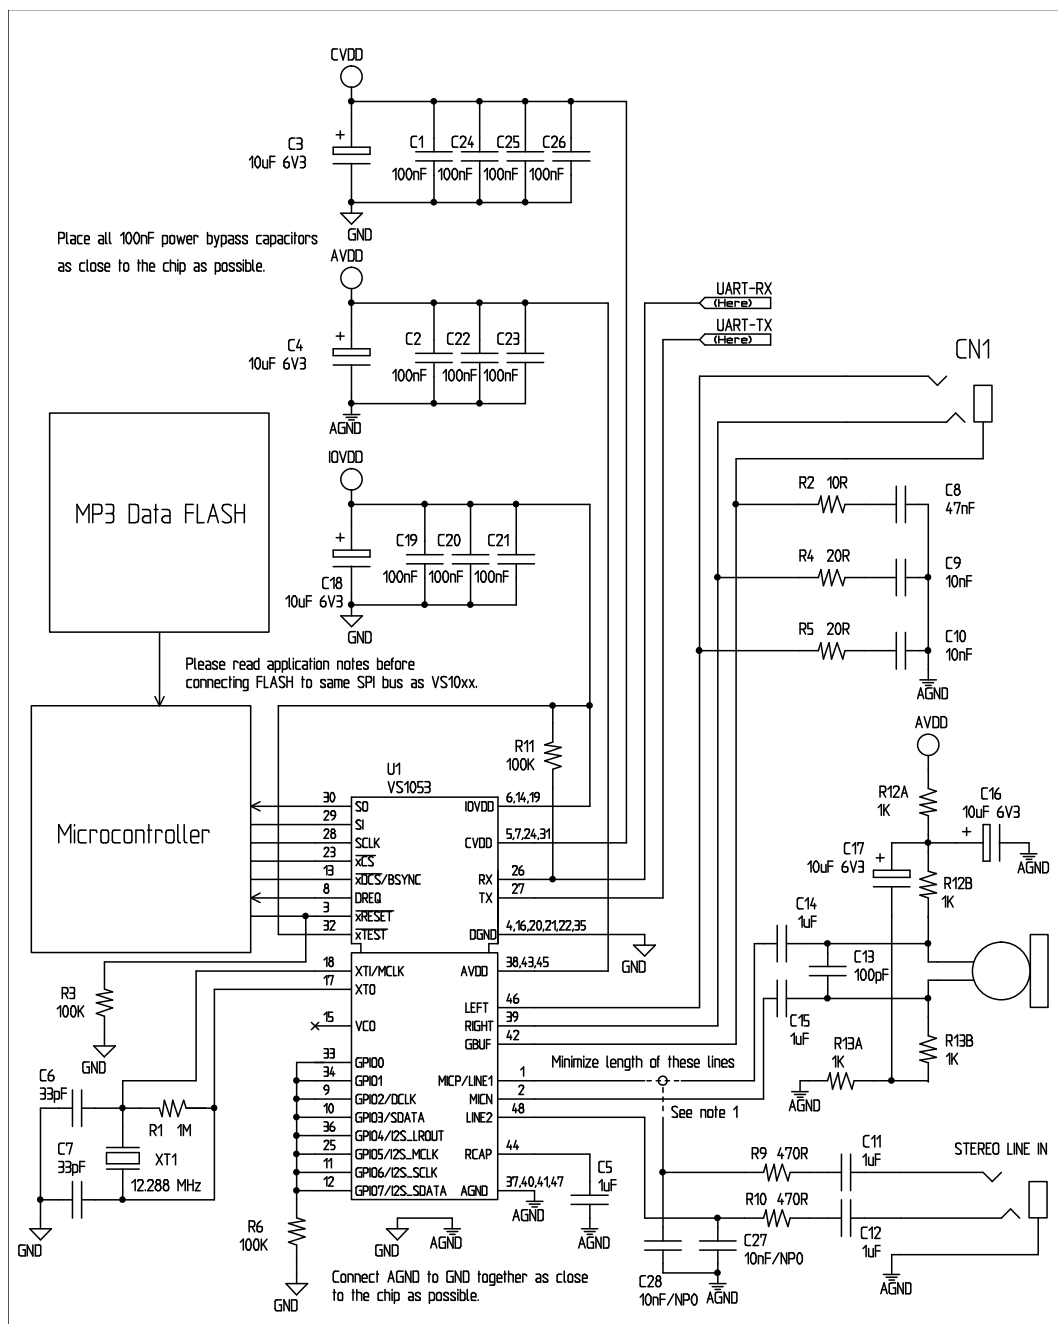 CVDD
+
C3
10uF 6V3
C1
C24
C25
C26
100nF
100nF
100nF
100nF
GND
Place all 100nF power bypass capacitors
as close to the chip as possible.
AVDD
+
C4
10uF 6V3
C2
C22
C23
100nF
100nF
100nF
AGND
UART-RX
(Here)
UART-TX
(Here)
CN1
IOVDD
+
C18
10uF 6V3
C19
C20
C21
100nF
100nF
100nF
GND
MP3 Data FLASH
R2 10R
C8
47nF
R4 20R
C9
10nF
R5 20R
C10
10nF
AGND
Please read application notes before
connecting FLASH to same SPI bus as VS10xx.
Microcontroller
R11
100K
U1
VS1053
30 SO
29 SI
28 SCLK
23 xCS
13 xDCS/BSYNC
8 DREQ
3 xRESET
32 xTEST
18 XTI/MCLK
17 XTO
15 VCO
33 GPIO0
34 GPIO1
9 GPIO2/DCLK
10 GPIO3/SDATA
36 GPIO4/I2S_LROUT
25 GPIO5/I2S_MCLK
11 GPIO6/I2S_SCLK
12 GPIO7/I2S_SDATA
IOVDD 6,14,19
CVDD 5,7,24,31
RX 26
TX 27
DGND 4,16,20,21,22,35
GND
AVDD 38,43,45
LEFT 46
RIGHT 39
GBUF 42
MICP/LINE1 1
MICN 2
LINE2 48
RCAP 44
AGND 37,40,41,47
AGND
C5
1uF
AGND
AVDD
R12A
1K
C16
10uF 6V3
+
AGND
C17
10uF 6V3
+
R12B
1K
C14
1uF
C13
100pF
C15
1uF
R13A
1K
R13B
1K
AGND
Minimize length of these lines
See note 1
R3
100K
GND
C6
33pF
C7
33pF
R1 1M
XT1
12.288 MHz
GND
R6
100K
GND
GND
AGND
Connect AGND to GND together as close
to the chip as possible.
R9 470R
C11
1uF
STEREO LINE IN
R10 470R
C12
1uF
C27
10nF/NP0
C28
10nF/NP0
AGND
AGND